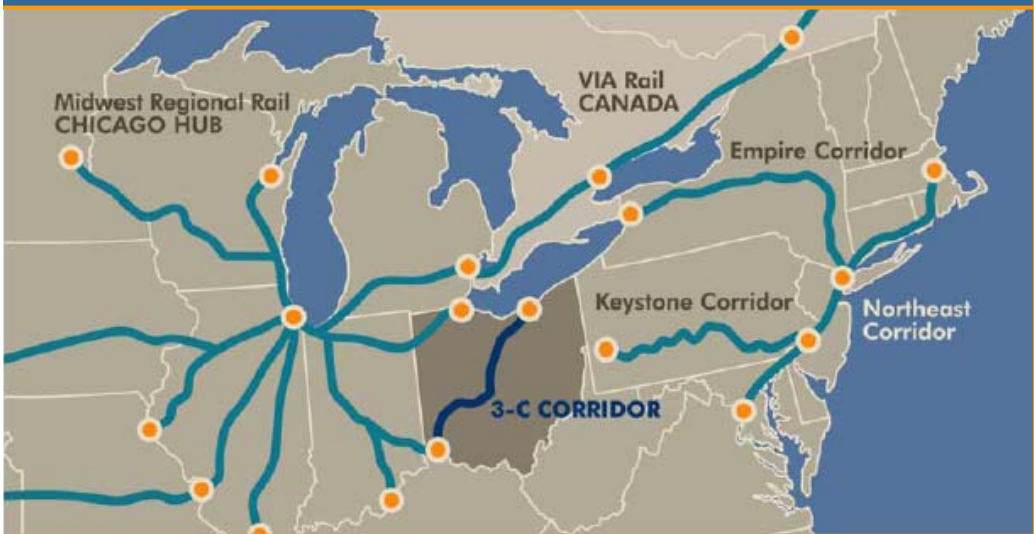 Midwest Regional Rail
CHICAGO HUB
VIA Rail
CANADA
Empire Corridor
Keystone Corridor
Northeast
Corridor
3-C CORRIDOR